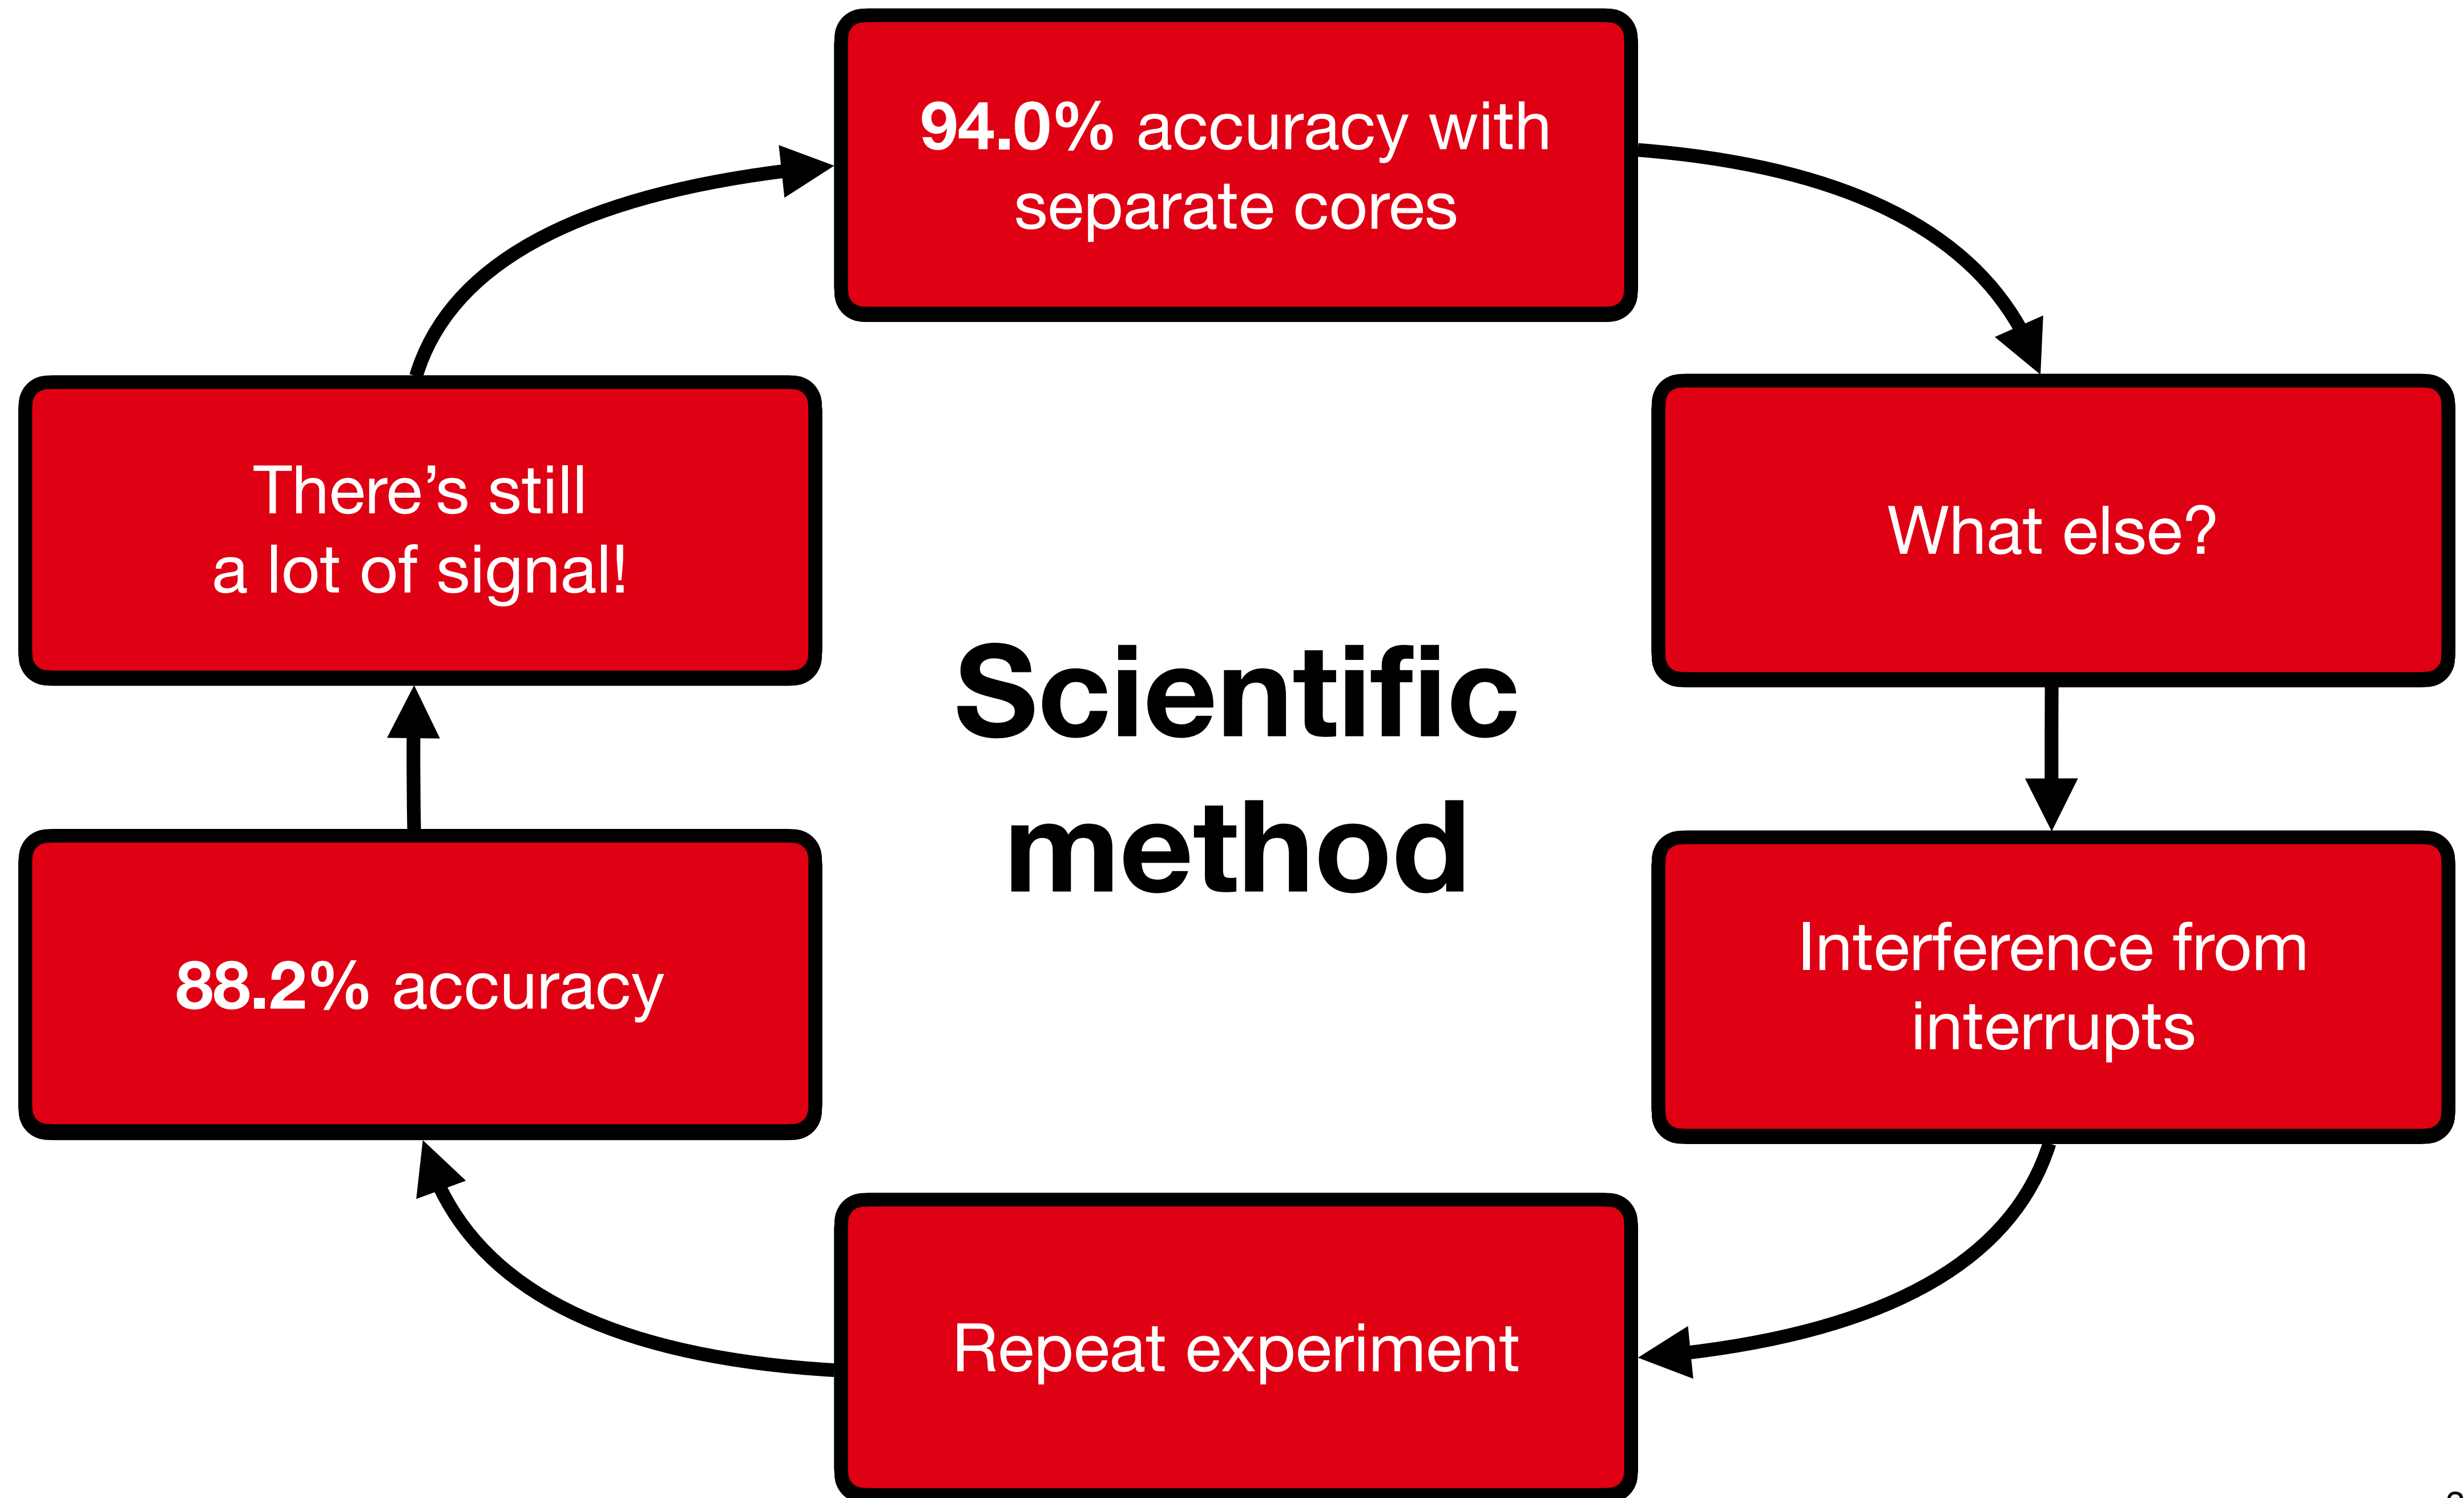 94.0% accuracy with
separate cores
What else?
Interference from
interrupts
Repeat experiment
88.2% accuracy
There’s still
a lot of signal!
Scientific
method